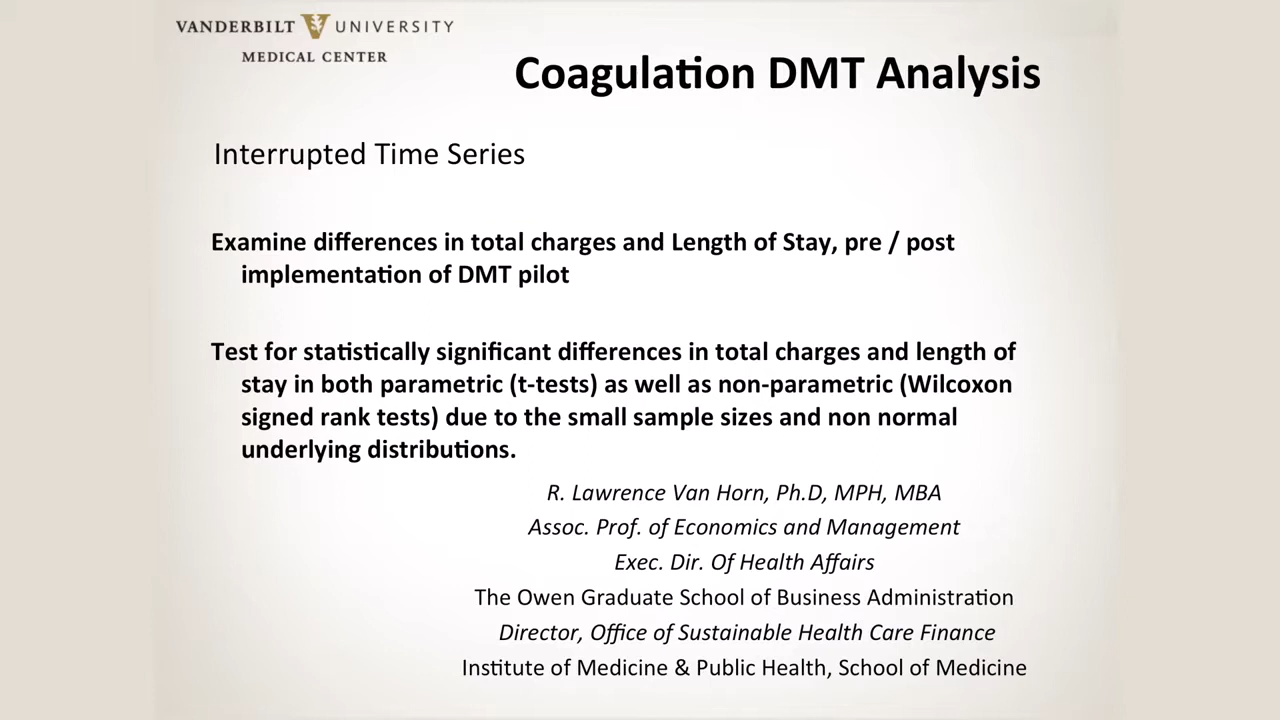 VANDERBILT UNIVERSITY
MEDICAL CENTER
Coagulation DMT Analysis
Interrupted Time Series
Examine differences in total charges and Length of Stay, pre / post
implementation of DMT pilot
Test for statistically significant differences in total charges and length of
stay in both parametric (t-tests) as well as non-parametric (Wilcoxon
signed rank tests) due to the small sample sizes and non normal
underlying distributions.
R. Lawrence Van Horn, Ph.D, MPH, MBA
Assoc. Prof. of Economics and Management
Exec. Dir. Of Health Affairs
The Owen Graduate School of Business Administration
Director, Office of Sustainable Health Care Finance
Institute of Medicine & Public Health, School of Medicine